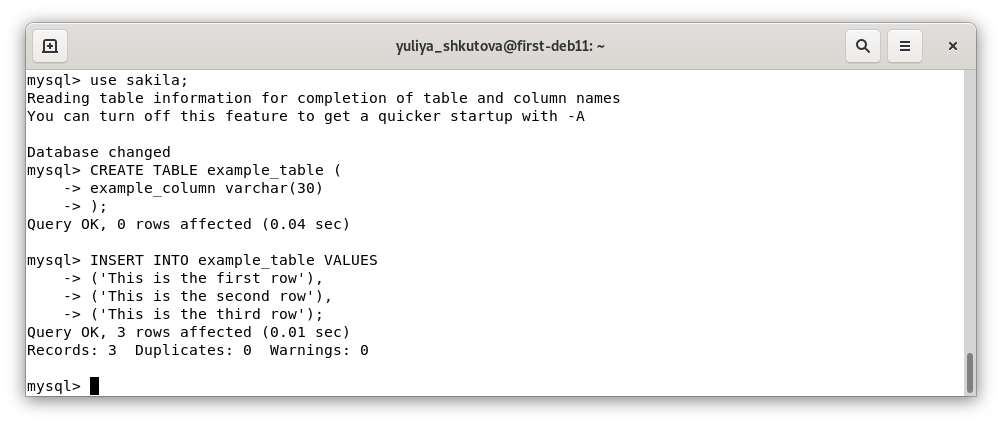 yuliya_shkutova@first-deb11: ~
mysql> use sakila;
Reading table information for completion of table and column names
You can turn off this feature to get a quicker startup with -A
Database changed
mysql> CREATE TABLE example_table (
    -> example_column varchar(30)
    -> );
Query OK, 0 rows affected (0.04 sec)
mysql> INSERT INTO example_table VALUES
    -> ('This is the first row'),
    -> ('This is the second row'),
    -> ('This is the third row');
Query OK, 3 rows affected (0.01 sec)
Records: 3  Duplicates: 0  Warnings: 0
mysql>